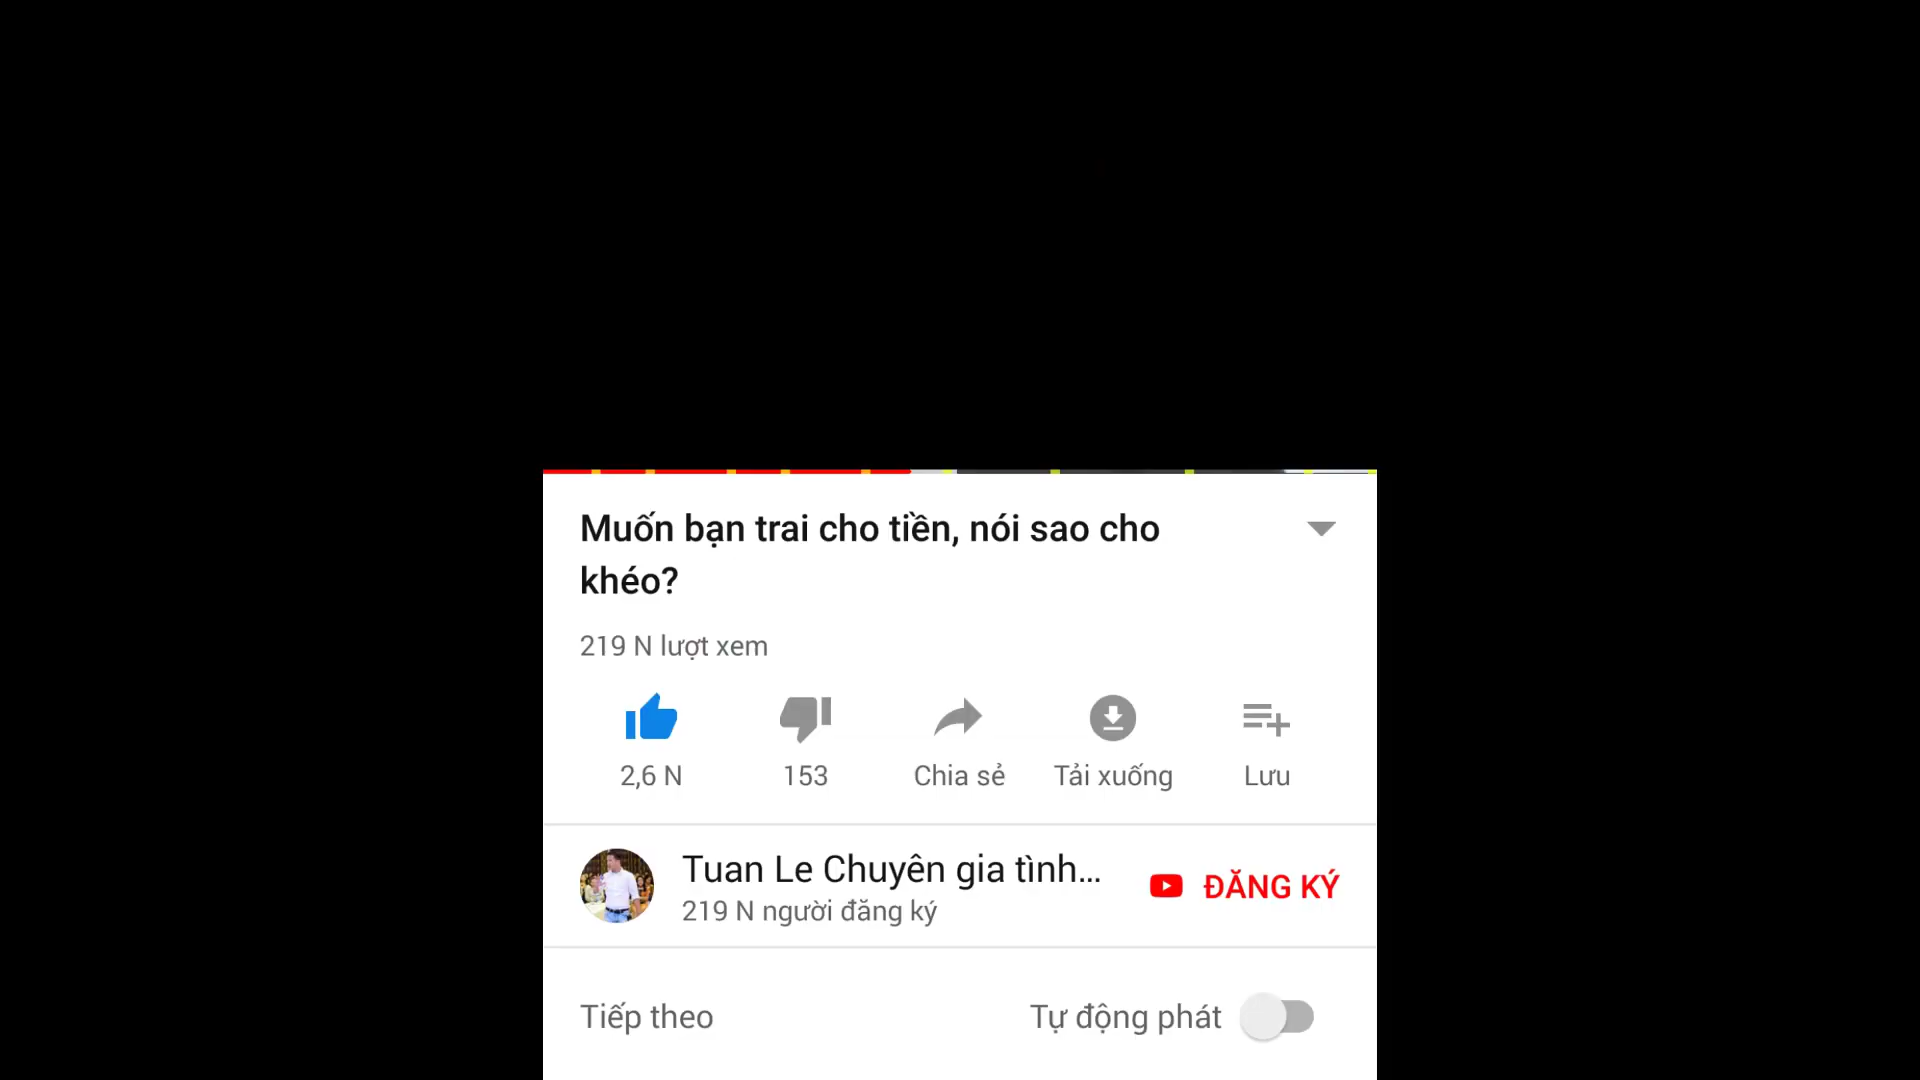 Muốn bạn trai cho tiền, nói sao cho
khéo?
219 N lượt xem
2,6 N
153
Chia sẻ
Tải xuống
Lưu
Tuan Le Chuyên gia tình...
ĐĂNG KÝ
219 N người đăng ký
Tiếp theo
Tự động phát